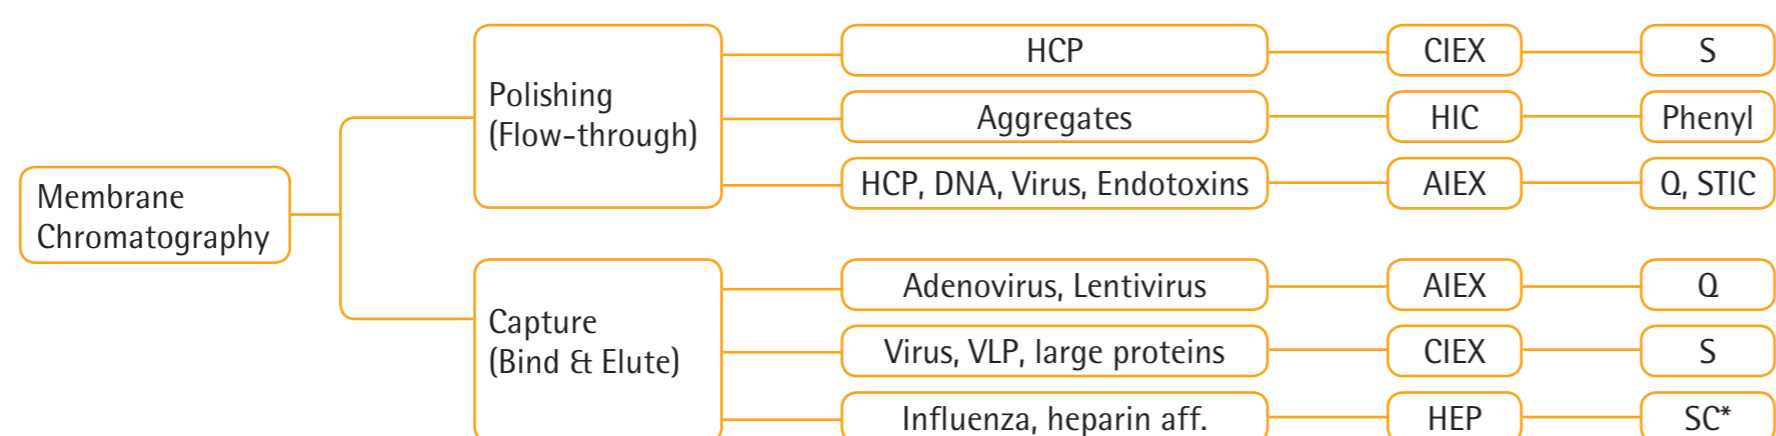 Membrane
Chromatography
Polishing
(Flow-through)
HCP
CIEX
S
Aggregates
HIC
Phenyl
HCP, DNA, Virus, Endotoxins
AIEX
Q, STIC
Capture
(Bind & Elute)
Adenovirus, Lentivirus
AIEX
Q
Virus, VLP, large proteins
CIEX
S
Influenza, heparin aff.
HEP
SC*